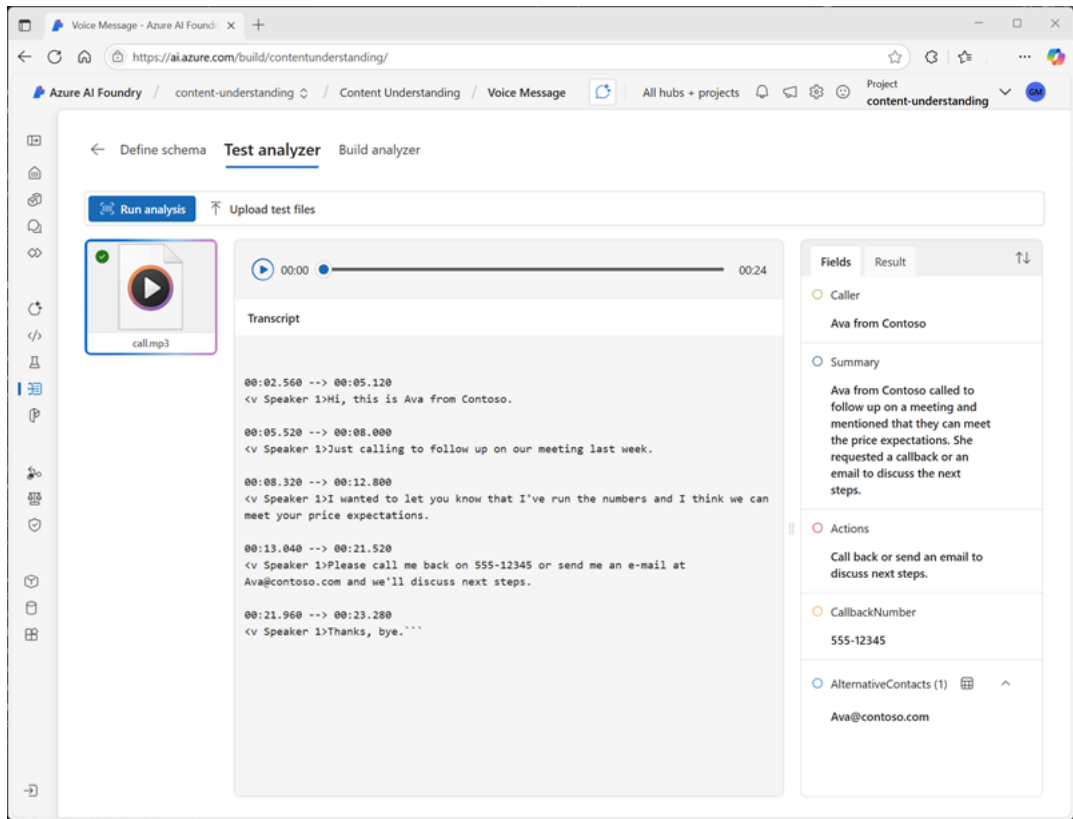 Voice Message - Azure AI Foundr
https://ai.azure.com/build/contentunderstanding/
Azure AI Foundry / content-understanding / Content Understanding / Voice Message
All hubs + projects
Project
content-understanding
GM
Define schema
Test analyzer
Build analyzer
Run analysis
Upload test files
call.mp3
00:00
00:24
Transcript
00:02.560 --> 00:05.120
<v Speaker 1>Hi, this is Ava from Contoso.
00:05.520 --> 00:08.000
<v Speaker 1>Just calling to follow up on our meeting last week.
00:08.320 --> 00:12.800
<v Speaker 1>I wanted to let you know that I've run the numbers and I think we can
meet your price expectations.
00:13.040 --> 00:21.520
<v Speaker 1>Please call me back on 555-12345 or send me an e-mail at
Ava@contoso.com and we'll discuss next steps.
00:21.960 --> 00:23.280
<v Speaker 1>Thanks, bye.```
Fields
Result
Caller
Ava from Contoso
Summary
Ava from Contoso called to
follow up on a meeting and
mentioned that they can meet
the price expectations. She
requested a callback or an
email to discuss the next
steps.
Actions
Call back or send an email to
discuss next steps.
CallbackNumber
555-12345
AlternativeContacts (1)
Ava@contoso.com